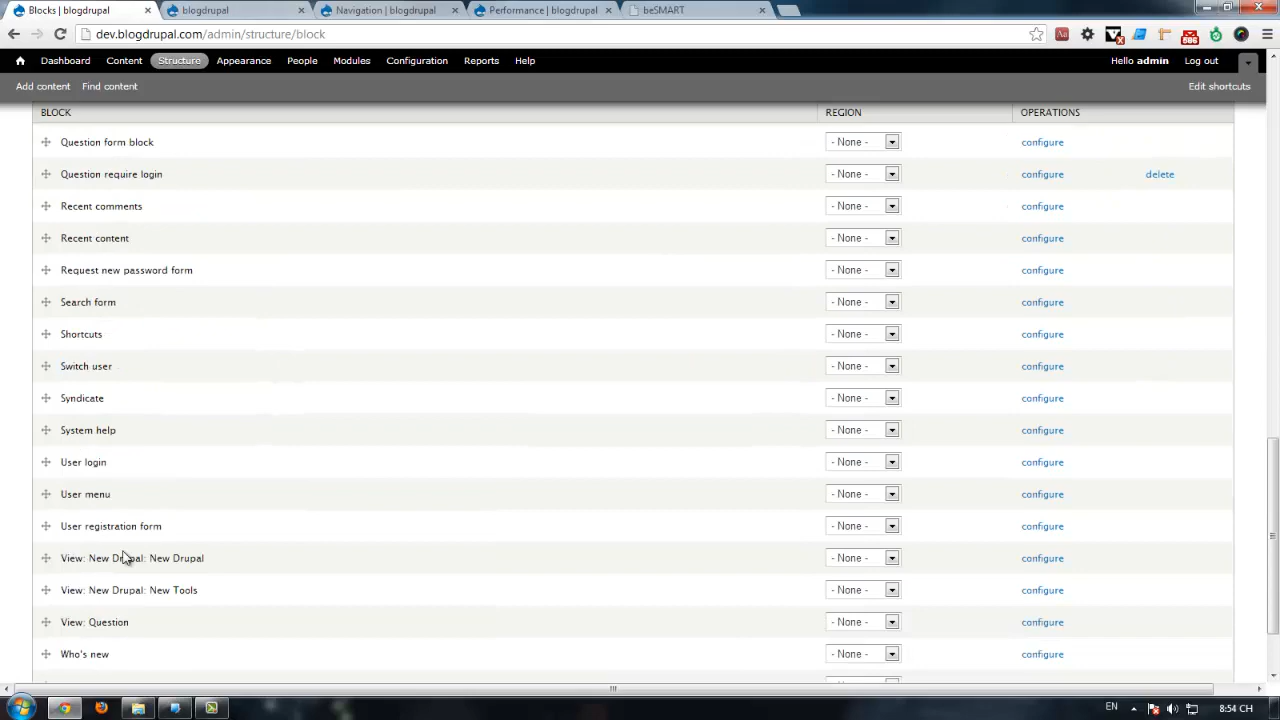 Blocks | blogdrupal
blogdrupal
Navigation | blogdrupal
Performance | blogdrupal
beSMART
dev.blogdrupal.com/admin/structure/block
586
Dashboard Content Structure Appearance People Modules Configuration Reports Help
Hello admin Log out
Add content Find content
Edit shortcuts
BLOCK REGION OPERATIONS
Question form block - None - configure
Question require login - None - configure delete
Recent comments - None - configure
Recent content - None - configure
Request new password form - None - configure
Search form - None - configure
Shortcuts - None - configure
Switch user - None - configure
Syndicate - None - configure
System help - None - configure
User login - None - configure
User menu - None - configure
User registration form - None - configure
View: New Drupal: New Drupal - None - configure
View: New Drupal: New Tools - None - configure
View: Question - None - configure
Who's new - None - configure
EN 8:54 CH